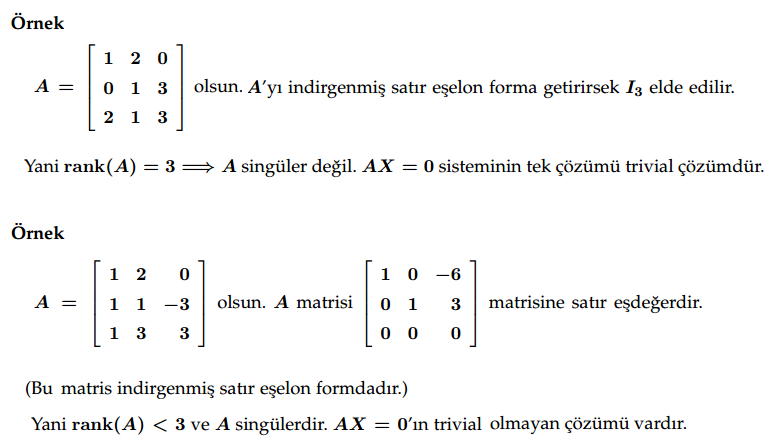 Örnek
A = [ 1 2 0
0 1 3
2 1 3 ] olsun. A'yı indirgenmiş satır eşelon forma getirirsek I₃ elde edilir.
Yani rank(A) = 3 ⟹ A singüler değil. AX = 0 sisteminin tek çözümü trivial çözümdür.
Örnek
A = [ 1 2 0
1 1 −3
1 3 3 ] olsun. A matrisi [ 1 0 −6
0 1 3
0 0 0 ] matrisine satır eşdeğerdir.
(Bu matris indirgenmiş satır eşelon formdadır.)
Yani rank(A) < 3 ve A singülerdir. AX = 0'ın trivial olmayan çözümü vardır.